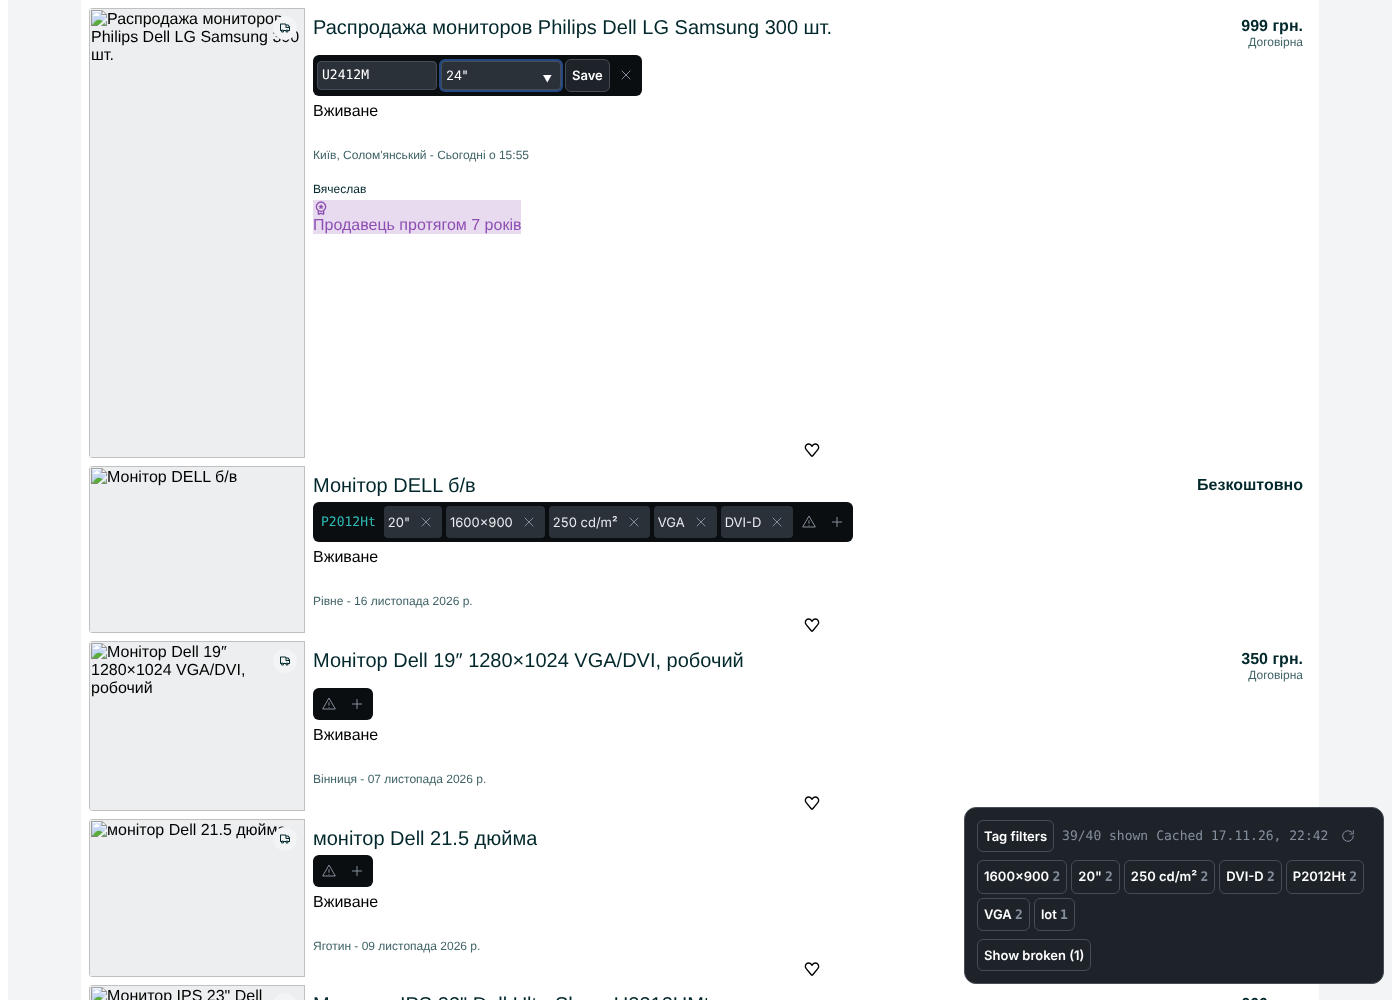 Распродажа мониторов
Philips Dell LG Samsung 300
шт.
Распродажа мониторов Philips Dell LG Samsung 300 шт.
999 грн.
Договірна
U2412M
24"
Save
Вживане
Київ, Солом'янський - Сьогодні о 15:55
Вячеслав
Продавець протягом 7 років
Монітор DELL б/в
Монітор DELL б/в
Безкоштовно
P2012Ht
20"
1600×900
250 cd/m²
VGA
DVI-D
Вживане
Рівне - 16 листопада 2026 р.
Монітор Dell 19″
1280×1024 VGA/DVI,
робочий
Монітор Dell 19″ 1280×1024 VGA/DVI, робочий
350 грн.
Договірна
Вживане
Вінниця - 07 листопада 2026 р.
монітор Dell 21.5 дюйма
монітор Dell 21.5 дюйма
Вживане
Яготин - 09 листопада 2026 р.
Tag filters
39/40 shown Cached 17.11.26, 22:42
1600×900 2
20" 2
250 cd/m² 2
DVI-D 2
P2012Ht 2
VGA 2
lot 1
Show broken (1)
Монитор IPS 23" Dell